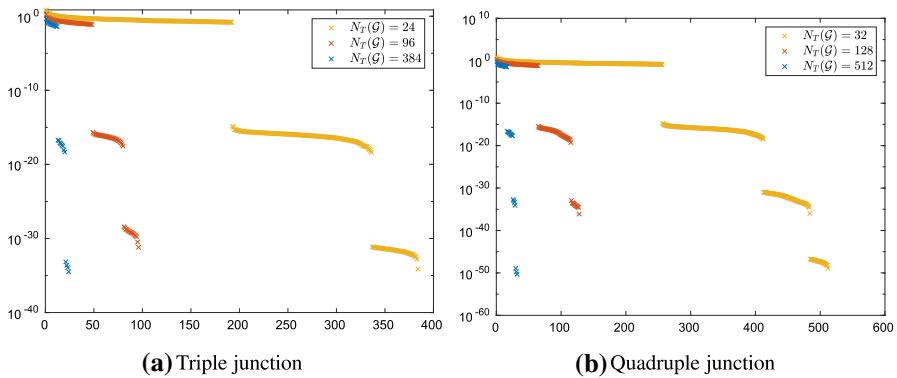 10^0
10^-10
10^-20
10^-30
10^-40
0 50 100 150 200 250 300 350 400
× N_T(𝒢) = 24
× N_T(𝒢) = 96
× N_T(𝒢) = 384
(a) Triple junction
10^10
10^0
10^-10
10^-20
10^-30
10^-40
10^-50
10^-60
0 100 200 300 400 500 600
× N_T(𝒢) = 32
× N_T(𝒢) = 128
× N_T(𝒢) = 512
(b) Quadruple junction